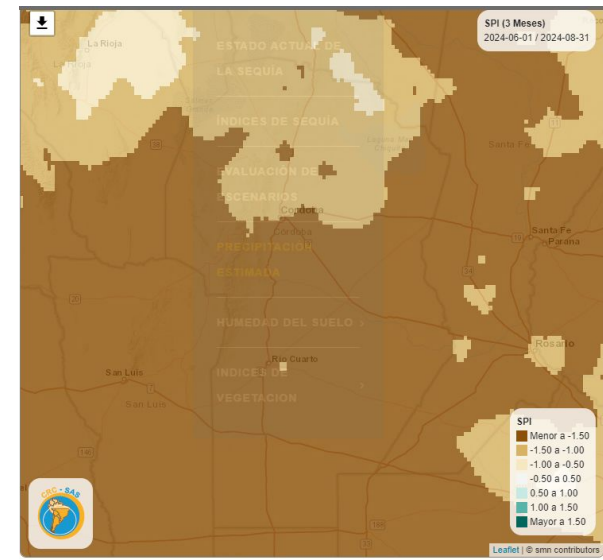 SPI (3 Meses)
2024-06-01 / 2024-08-31
La Rioja
La Rioja
ESTADO ACTUAL DE
LA SEQUÍA
ÍNDICES DE SEQUÍA
Santa Fe
EVALUACIÓN DE
ESCENARIOS
Córdoba
Córdoba
Santa Fe
Paraná
PRECIPITACIÓN
ESTIMADA
HUMEDAD DEL SUELO ›
Rosario
Río Cuarto
San Luis
San Luis
ÍNDICES DE
VEGETACIÓN ›
SPI
Menor a -1.50
-1.50 a -1.00
-1.00 a -0.50
-0.50 a 0.50
0.50 a 1.00
1.00 a 1.50
Mayor a 1.50
CRC - SAS
Leaflet | © smn contributors